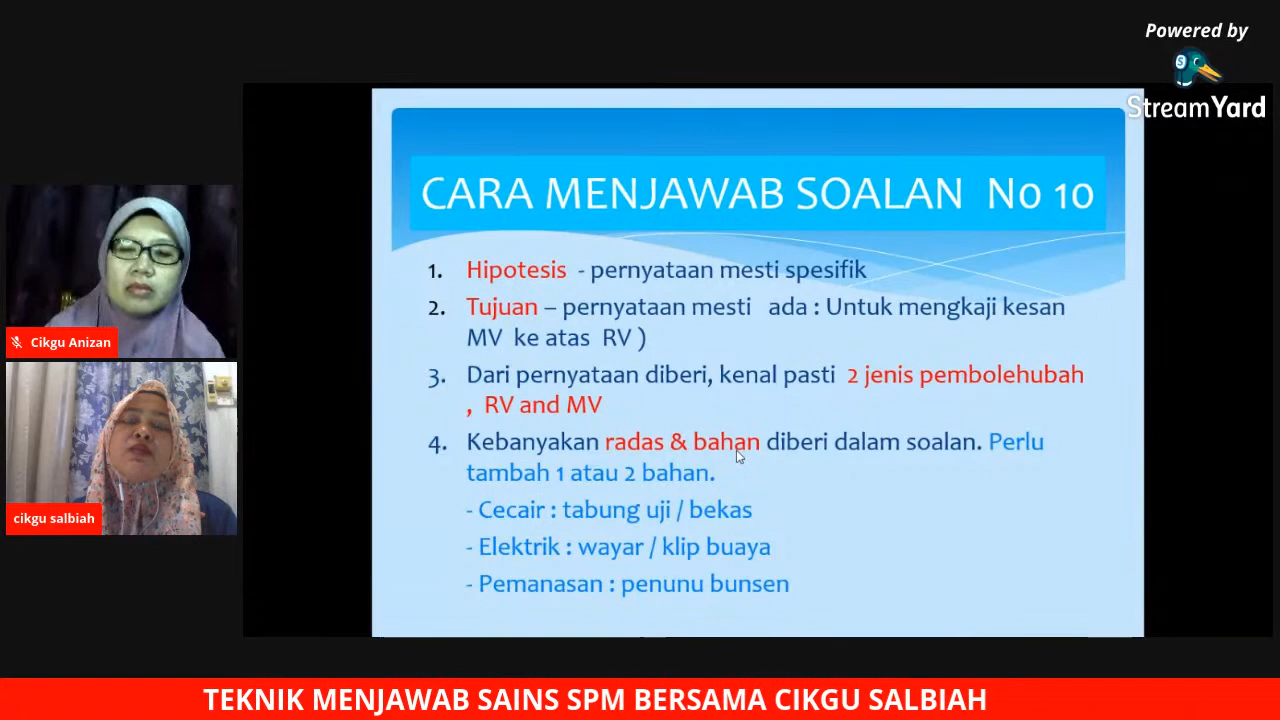 Powered by
StreamYard
CARA MENJAWAB SOALAN No 10
1. Hipotesis - pernyataan mesti spesifik
2. Tujuan – pernyataan mesti ada : Untuk mengkaji kesan
MV ke atas RV )
3. Dari pernyataan diberi, kenal pasti 2 jenis pembolehubah
, RV and MV
4. Kebanyakan radas & bahan diberi dalam soalan. Perlu
tambah 1 atau 2 bahan.
- Cecair : tabung uji / bekas
- Elektrik : wayar / klip buaya
- Pemanasan : penunu bunsen
Cikgu Anizan
cikgu salbiah
TEKNIK MENJAWAB SAINS SPM BERSAMA CIKGU SALBIAH